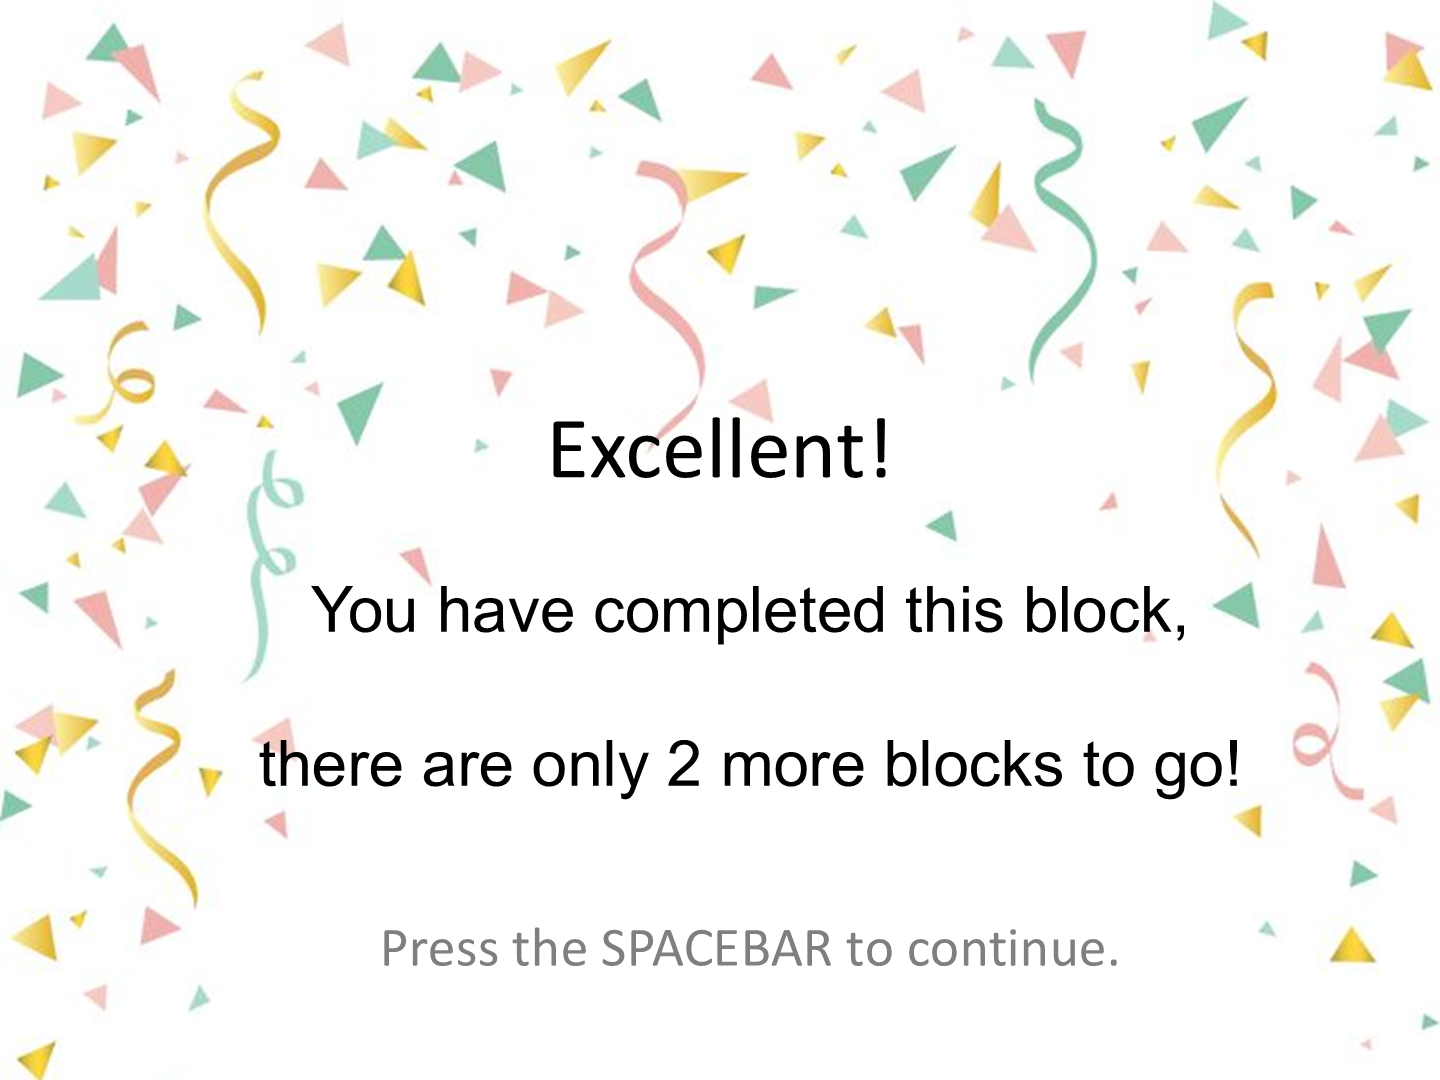 Excellent!
You have completed this block,
there are only 2 more blocks to go!
Press the SPACEBAR to continue.